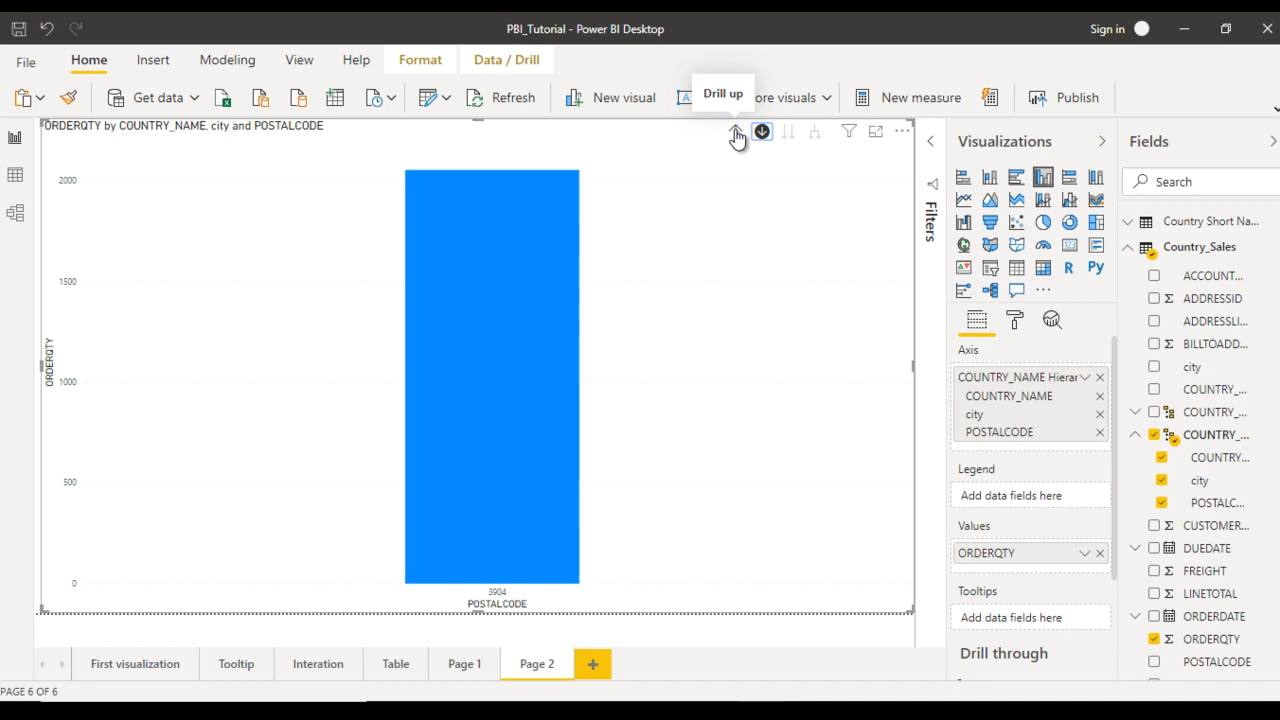 PBI_Tutorial - Power BI Desktop
Sign in
File
Home
Insert
Modeling
View
Help
Format
Data / Drill
Get data
Refresh
New visual
ore visuals
New measure
Publish
Drill up
ORDERQTY by COUNTRY_NAME, city and POSTALCODE
2000
1500
1000
500
0
ORDERQTY
3904
POSTALCODE
Filters
Visualizations
R
Py
123
Axis
COUNTRY_NAME Hierar
COUNTRY_NAME
city
POSTALCODE
Legend
Add data fields here
Values
ORDERQTY
Tooltips
Add data fields here
Drill through
Fields
Search
Country Short Na...
Country_Sales
ACCOUNT...
Σ ADDRESSID
ADDRESSLI...
Σ BILLTOADD...
city
COUNTRY_...
COUNTRY_...
COUNTRY_...
COUNTRY...
city
POSTALC...
Σ CUSTOMER...
DUEDATE
Σ FREIGHT
Σ LINETOTAL
ORDERDATE
Σ ORDERQTY
POSTALCODE
First visualization
Tooltip
Interation
Table
Page 1
Page 2
PAGE 6 OF 6